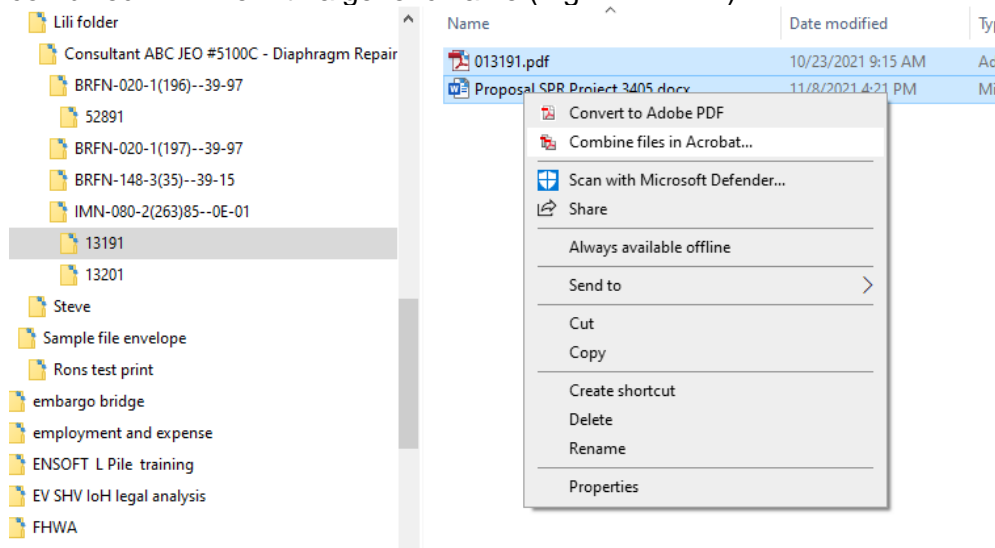 Lili folder
Consultant ABC JEO #5100C - Diaphragm Repair
BRFN-020-1(196)--39-97
52891
BRFN-020-1(197)--39-97
BRFN-148-3(35)--39-15
IMN-080-2(263)85--0E-01
13191
13201
Steve
Sample file envelope
Rons test print
embargo bridge
employment and expense
ENSOFT L Pile training
EV SHV IoH legal analysis
FHWA
Name Date modified Ty
013191.pdf 10/23/2021 9:15 AM Ad
Proposal SPR Project 3405.docx 11/8/2021 4:21 PM Mi
Convert to Adobe PDF
Combine files in Acrobat...
Scan with Microsoft Defender...
Share
Always available offline
Send to
Cut
Copy
Create shortcut
Delete
Rename
Properties